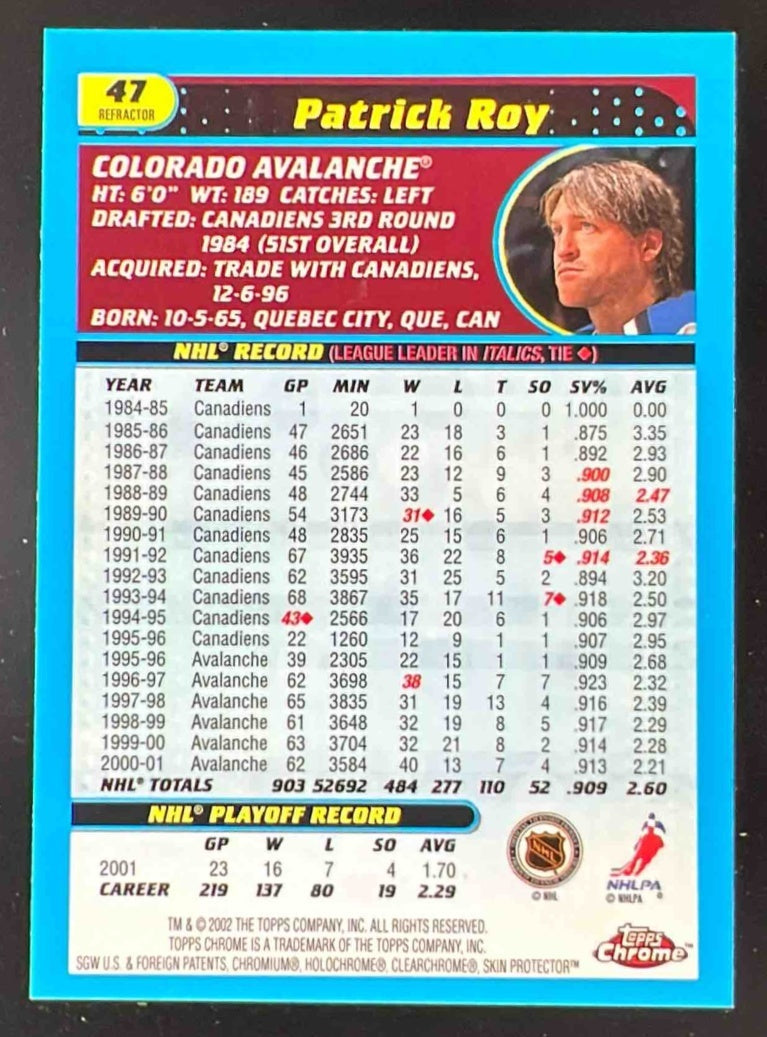 47
REFRACTOR
Patrick Roy
COLORADO AVALANCHE®
HT: 6'0" WT: 189 CATCHES: LEFT
DRAFTED: CANADIENS 3RD ROUND
1984 (51ST OVERALL)
ACQUIRED: TRADE WITH CANADIENS,
12-6-96
BORN: 10-5-65, QUEBEC CITY, QUE, CAN
NHL® RECORD (LEAGUE LEADER IN ITALICS, TIE ◆)
YEAR TEAM GP MIN W L T SO SV% AVG
1984-85 Canadiens 1 20 1 0 0 0 1.000 0.00
1985-86 Canadiens 47 2651 23 18 3 1 .875 3.35
1986-87 Canadiens 46 2686 22 16 6 1 .892 2.93
1987-88 Canadiens 45 2586 23 12 9 3 .900 2.90
1988-89 Canadiens 48 2744 33 5 6 4 .908 2.47
1989-90 Canadiens 54 3173 31◆ 16 5 3 .912 2.53
1990-91 Canadiens 48 2835 25 15 6 1 .906 2.71
1991-92 Canadiens 67 3935 36 22 8 5◆ .914 2.36
1992-93 Canadiens 62 3595 31 25 5 2 .894 3.20
1993-94 Canadiens 68 3867 35 17 11 7◆ .918 2.50
1994-95 Canadiens 43◆ 2566 17 20 6 1 .906 2.97
1995-96 Canadiens 22 1260 12 9 1 1 .907 2.95
1995-96 Avalanche 39 2305 22 15 1 1 .909 2.68
1996-97 Avalanche 62 3698 38 15 7 7 .923 2.32
1997-98 Avalanche 65 3835 31 19 13 4 .916 2.39
1998-99 Avalanche 61 3648 32 19 8 5 .917 2.29
1999-00 Avalanche 63 3704 32 21 8 2 .914 2.28
2000-01 Avalanche 62 3584 40 13 7 4 .913 2.21
NHL® TOTALS 903 52692 484 277 110 52 .909 2.60
NHL® PLAYOFF RECORD
GP W L SO AVG
2001 23 16 7 4 1.70
CAREER 219 137 80 19 2.29
NHL
© NHL
NHLPA
© NHLPA ®
TM & © 2002 THE TOPPS COMPANY, INC. ALL RIGHTS RESERVED.
TOPPS CHROME IS A TRADEMARK OF THE TOPPS COMPANY, INC.
SGW U.S. & FOREIGN PATENTS, CHROMIUM®, HOLOCHROME®, CLEARCHROME®, SKIN PROTECTOR™
Topps Chrome™